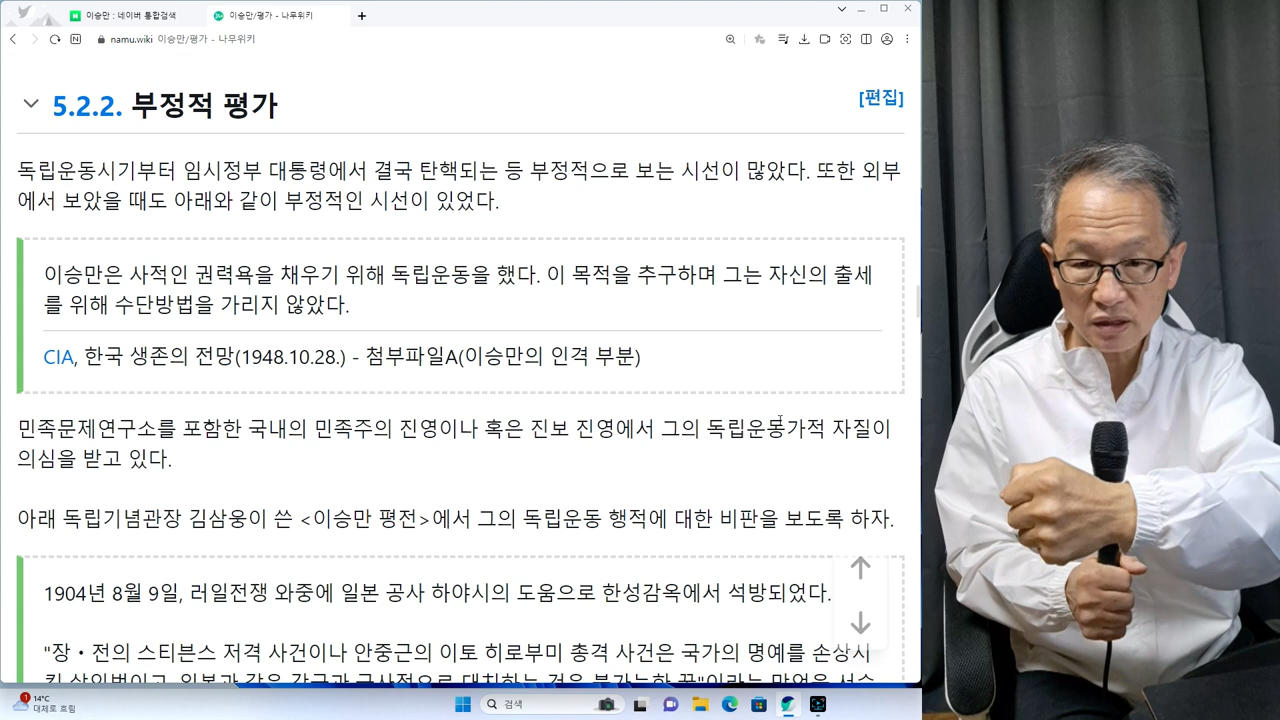 이승만 : 네이버 통합검색
이승만/평가 - 나무위키
namu.wiki 이승만/평가 - 나무위키
5.2.2. 부정적 평가
[편집]
독립운동시기부터 임시정부 대통령에서 결국 탄핵되는 등 부정적으로 보는 시선이 많았다. 또한 외부
에서 보았을 때도 아래와 같이 부정적인 시선이 있었다.
이승만은 사적인 권력욕을 채우기 위해 독립운동을 했다. 이 목적을 추구하며 그는 자신의 출세
를 위해 수단방법을 가리지 않았다.
CIA, 한국 생존의 전망(1948.10.28.) - 첨부파일A(이승만의 인격 부분)
민족문제연구소를 포함한 국내의 민족주의 진영이나 혹은 진보 진영에서 그의 독립운동가적 자질이
의심을 받고 있다.
아래 독립기념관장 김삼웅이 쓴 <이승만 평전>에서 그의 독립운동 행적에 대한 비판을 보도록 하자.
1904년 8월 9일, 러일전쟁 와중에 일본 공사 하야시의 도움으로 한성감옥에서 석방되었다.
"장·전의 스티븐스 저격 사건이나 안중근의 이토 히로부미 총격 사건은 국가의 명예를 손상시
1
14°C
대체로 흐림
검색